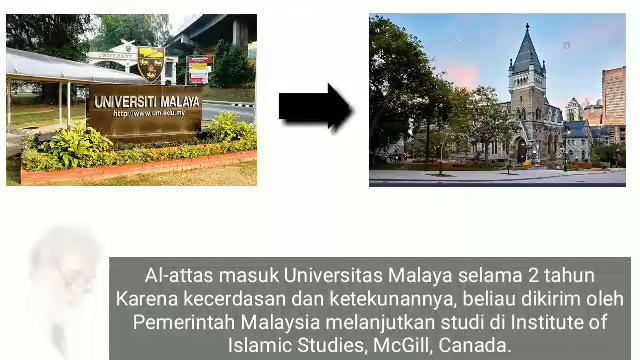 UNIVERSITI MALAYA
http://www.um.edu.my
Al-attas masuk Universitas Malaya selama 2 tahun
Karena kecerdasan dan ketekunannya, beliau dikirim oleh
Pemerintah Malaysia melanjutkan studi di Institute of
Islamic Studies, McGill, Canada.